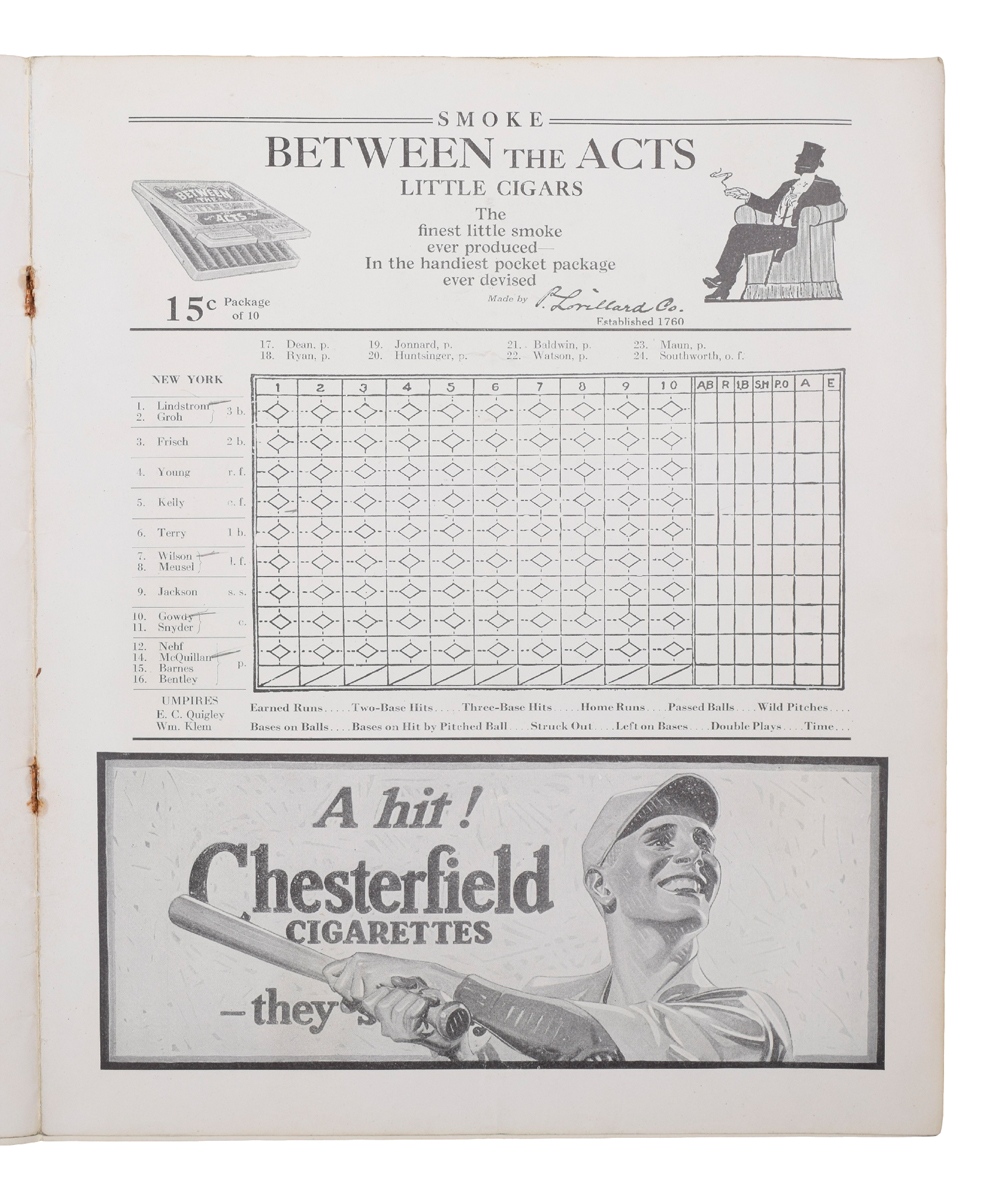 SMOKE
BETWEEN THE ACTS
LITTLE CIGARS
BETWEEN
THE
LITTLE CIGARS
ACTS
The
finest little smoke
ever produced—
In the handiest pocket package
ever devised
Made by P. Lorillard Co.
Established 1760
15c Package
of 10
17. Dean, p. 19. Jonnard, p. 21. Baldwin, p. 23. Maun, p.
18. Ryan, p. 20. Huntsinger, p. 22. Watson, p. 24. Southworth, o. f.
NEW YORK 1 2 3 4 5 6 7 8 9 10 AB R 1B SH PO A E
1. Lindstrom
2. Groh 3 b.
3. Frisch 2 b.
4. Young r. f.
5. Kelly c. f.
6. Terry 1 b.
7. Wilson
8. Meusel l. f.
9. Jackson s. s.
10. Gowdy
11. Snyder c.
12. Nehf
14. McQuillan
15. Barnes
16. Bentley p.
UMPIRES
E. C. Quigley
Wm. Klem
Earned Runs.....Two-Base Hits.....Three-Base Hits.....Home Runs....Passed Balls....Wild Pitches....
Bases on Balls....Bases on Hit by Pitched Ball....Struck Out....Left on Bases....Double Plays....Time...
A hit!
Chesterfield
CIGARETTES
—they s